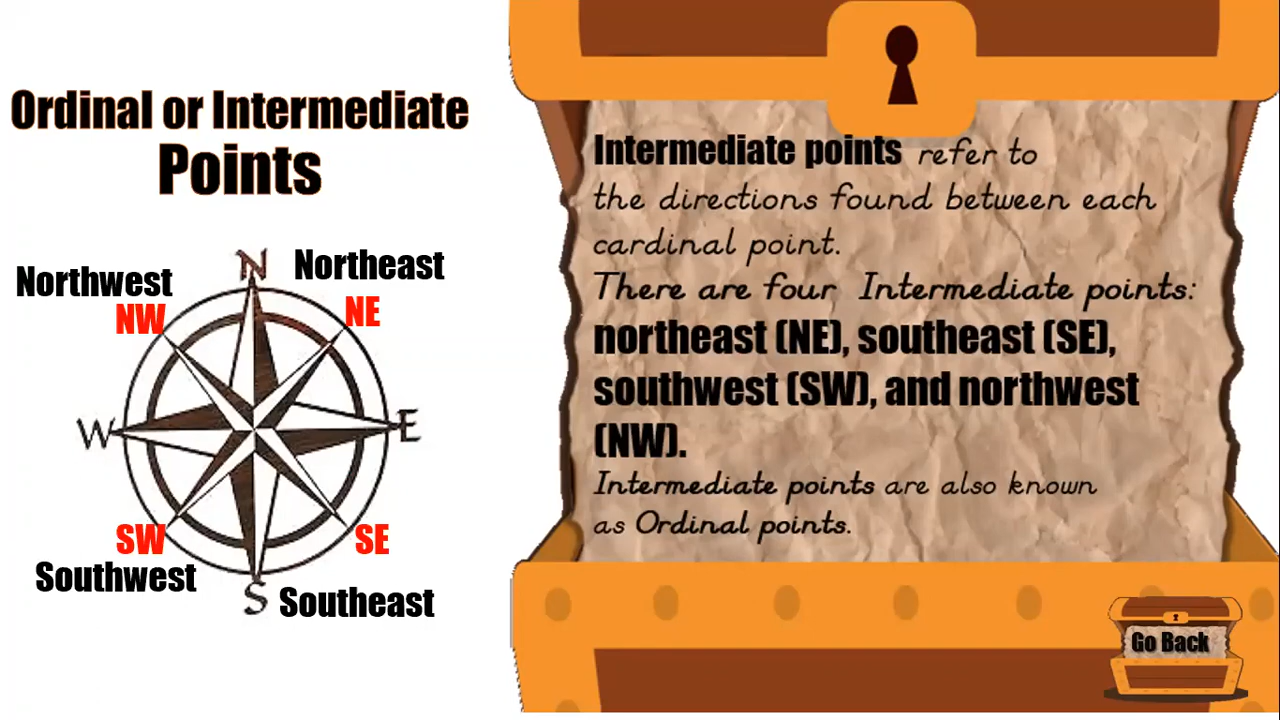 Ordinal or Intermediate
Points
N
Northeast
Northwest
NE
NW
W
E
SW
SE
Southwest
S
Southeast
Intermediate points refer to
the directions found between each
cardinal point.
There are four Intermediate points:
northeast (NE), southeast (SE),
southwest (SW), and northwest
(NW).
Intermediate points are also known
as Ordinal points.
Go Back